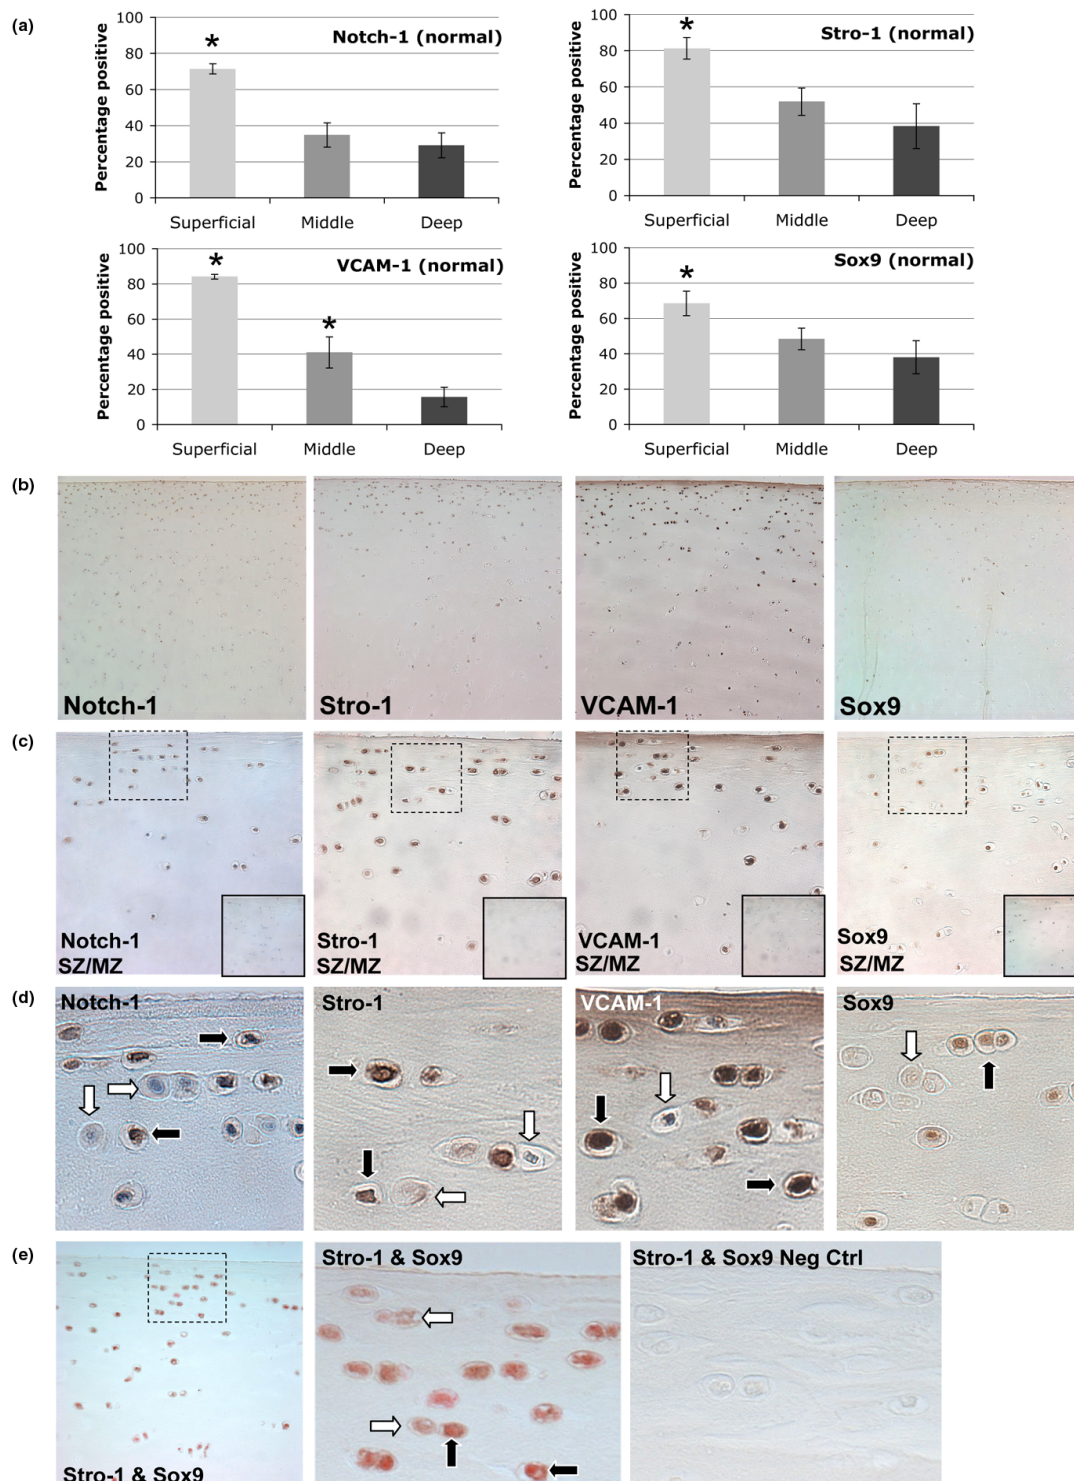 (a)
Notch-1 (normal)
Percentage positive
100
80
60
40
20
0
Superficial Middle Deep
Stro-1 (normal)
Percentage positive
100
80
60
40
20
0
Superficial Middle Deep
VCAM-1 (normal)
Percentage positive
100
80
60
40
20
0
Superficial Middle Deep
Sox9 (normal)
Percentage positive
100
80
60
40
20
0
Superficial Middle Deep
(b)
Notch-1
Stro-1
VCAM-1
Sox9
(c)
Notch-1
SZ/MZ
Stro-1
SZ/MZ
VCAM-1
SZ/MZ
Sox9
SZ/MZ
(d)
Notch-1
Stro-1
VCAM-1
Sox9
(e)
Stro-1 & Sox9
Stro-1 & Sox9
Stro-1 & Sox9 Neg Ctrl